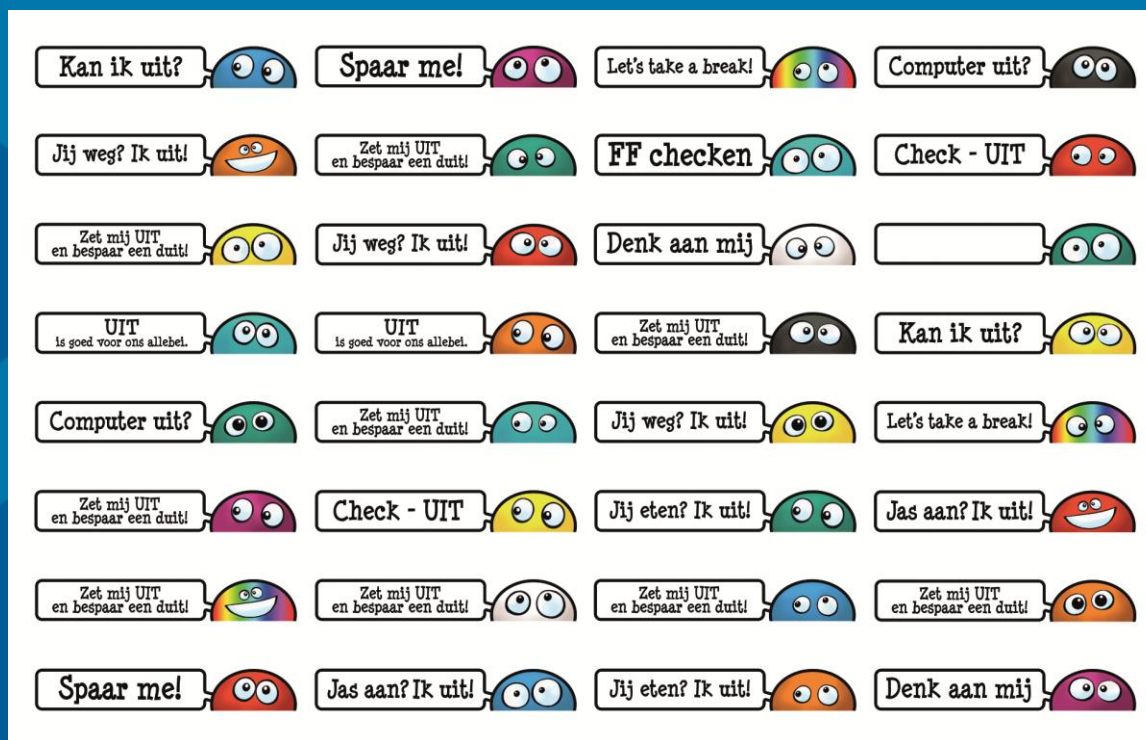 Kan ik uit?
Spaar me!
Let's take a break!
Computer uit?
Jij weg? Ik uit!
Zet mij UIT
en bespaar een duit!
FF checken
Check - UIT
Zet mij UIT
en bespaar een duit!
Jij weg? Ik uit!
Denk aan mij
UIT
is goed voor ons allebei.
UIT
is goed voor ons allebei.
Zet mij UIT
en bespaar een duit!
Kan ik uit?
Computer uit?
Zet mij UIT
en bespaar een duit!
Jij weg? Ik uit!
Let's take a break!
Zet mij UIT
en bespaar een duit!
Check - UIT
Jij eten? Ik uit!
Jas aan? Ik uit!
Zet mij UIT
en bespaar een duit!
Zet mij UIT
en bespaar een duit!
Zet mij UIT
en bespaar een duit!
Zet mij UIT
en bespaar een duit!
Spaar me!
Jas aan? Ik uit!
Jij eten? Ik uit!
Denk aan mij